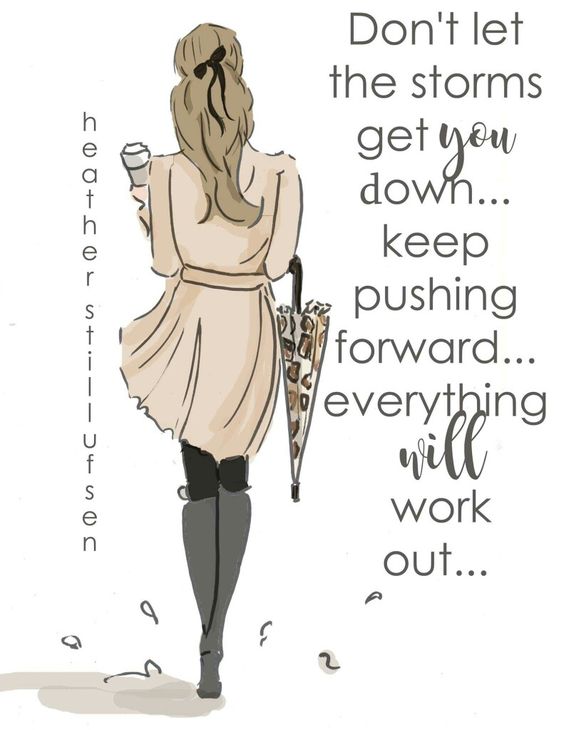 Don't let
the storms
get you
down...
keep
pushing
forward...
everything
will
work
out...
heather stillufsen